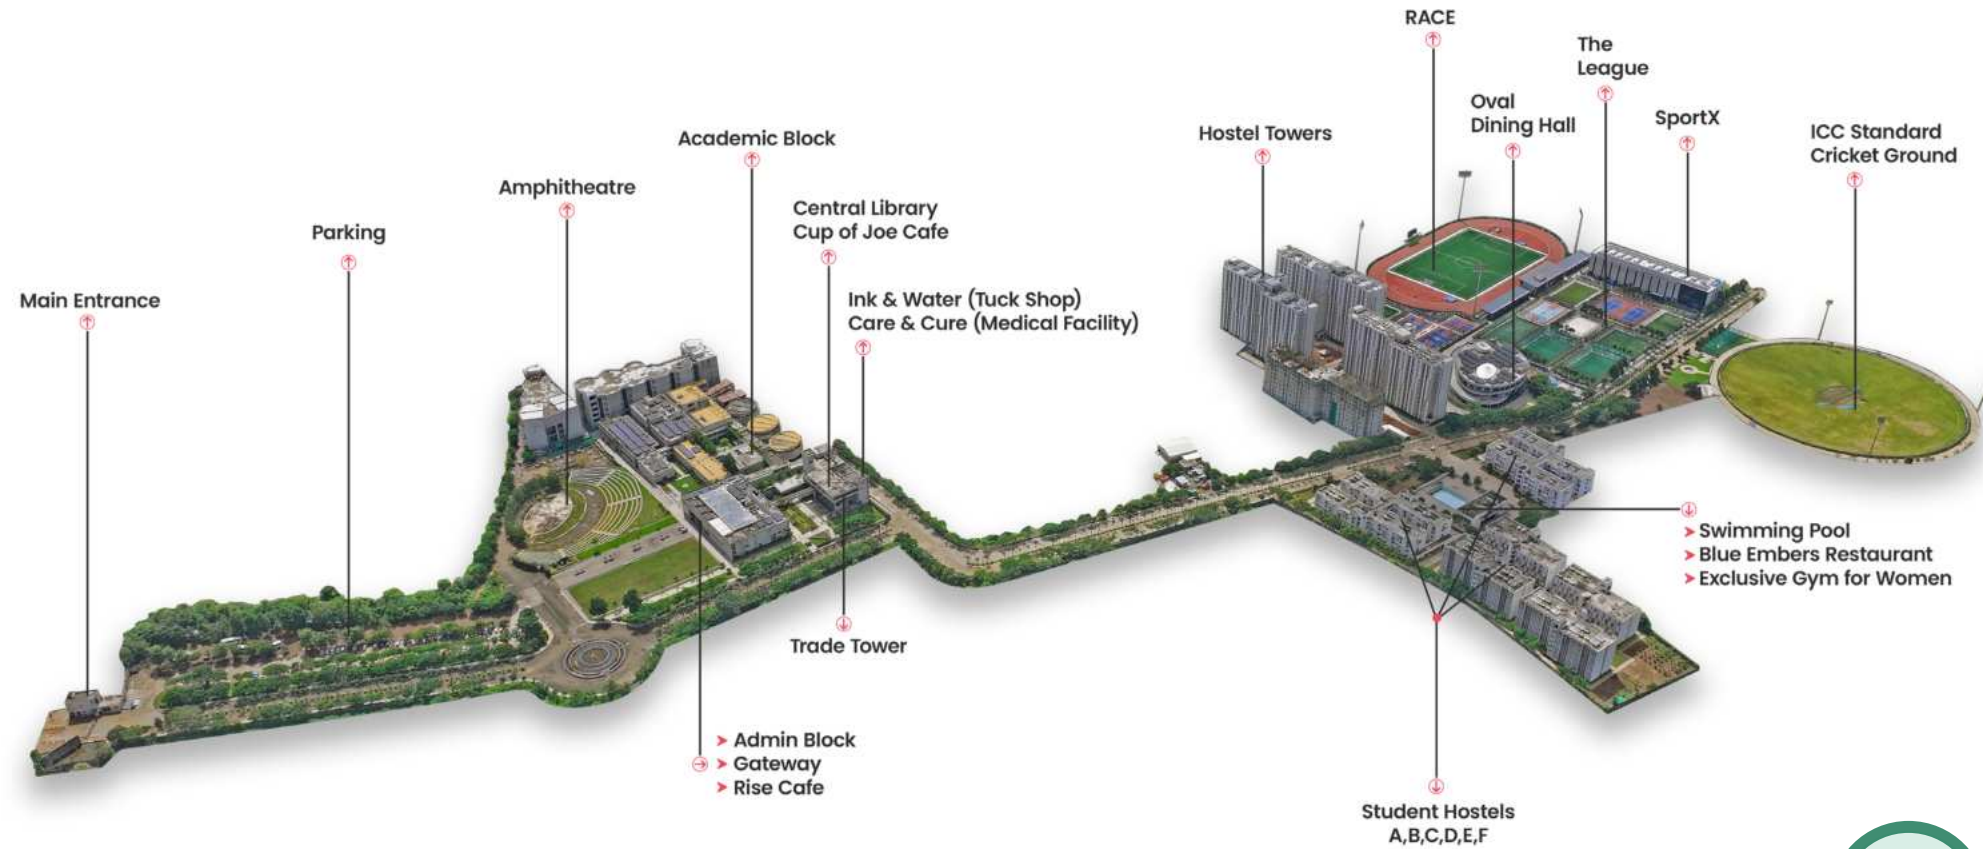 RACE
The
League
Oval
Dining Hall
SportX
ICC Standard
Cricket Ground
Hostel Towers
Academic Block
Amphitheatre
Central Library
Cup of Joe Cafe
Parking
Ink & Water (Tuck Shop)
Care & Cure (Medical Facility)
Main Entrance
Swimming Pool
Blue Embers Restaurant
Exclusive Gym for Women
Trade Tower
Admin Block
Gateway
Rise Cafe
Student Hostels
A,B,C,D,E,F